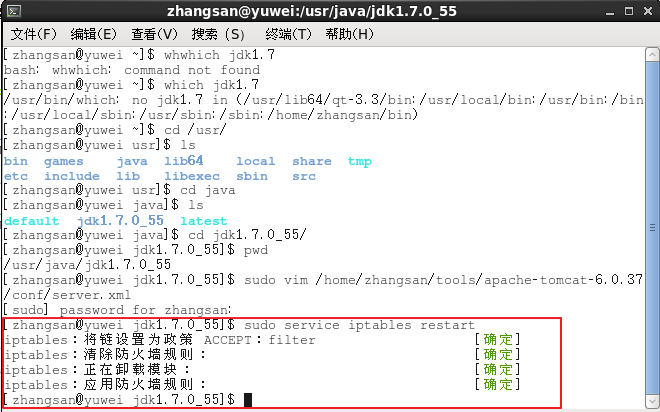 zhangsan@yuwei:/usr/java/jdk1.7.0_55
文件(F) 编辑(E) 查看(V) 搜索 (S) 终端(T) 帮助(H)
[zhangsan@yuwei ~]$ whwhich jdk1.7
bash: whwhich: command not found
[zhangsan@yuwei ~]$ which jdk1.7
/usr/bin/which: no jdk1.7 in (/usr/lib64/qt-3.3/bin:/usr/local/bin:/usr/bin:/bin
:/usr/local/sbin:/usr/sbin:/sbin:/home/zhangsan/bin)
[zhangsan@yuwei ~]$ cd /usr/
[zhangsan@yuwei usr]$ ls
bin games java lib64 local share tmp
etc include lib libexec sbin src
[zhangsan@yuwei usr]$ cd java
[zhangsan@yuwei java]$ ls
default jdk1.7.0_55 latest
[zhangsan@yuwei java]$ cd jdk1.7.0_55/
[zhangsan@yuwei jdk1.7.0_55]$ pwd
/usr/java/jdk1.7.0_55
[zhangsan@yuwei jdk1.7.0_55]$ sudo vim /home/zhangsan/tools/apache-tomcat-6.0.37
/conf/server.xml
[sudo] password for zhangsan:
[zhangsan@yuwei jdk1.7.0_55]$ sudo service iptables restart
iptables：将链设置为政策 ACCEPT：filter [确定]
iptables：清除防火墙规则： [确定]
iptables：正在卸载模块： [确定]
iptables：应用防火墙规则： [确定]
[zhangsan@yuwei jdk1.7.0_55]$